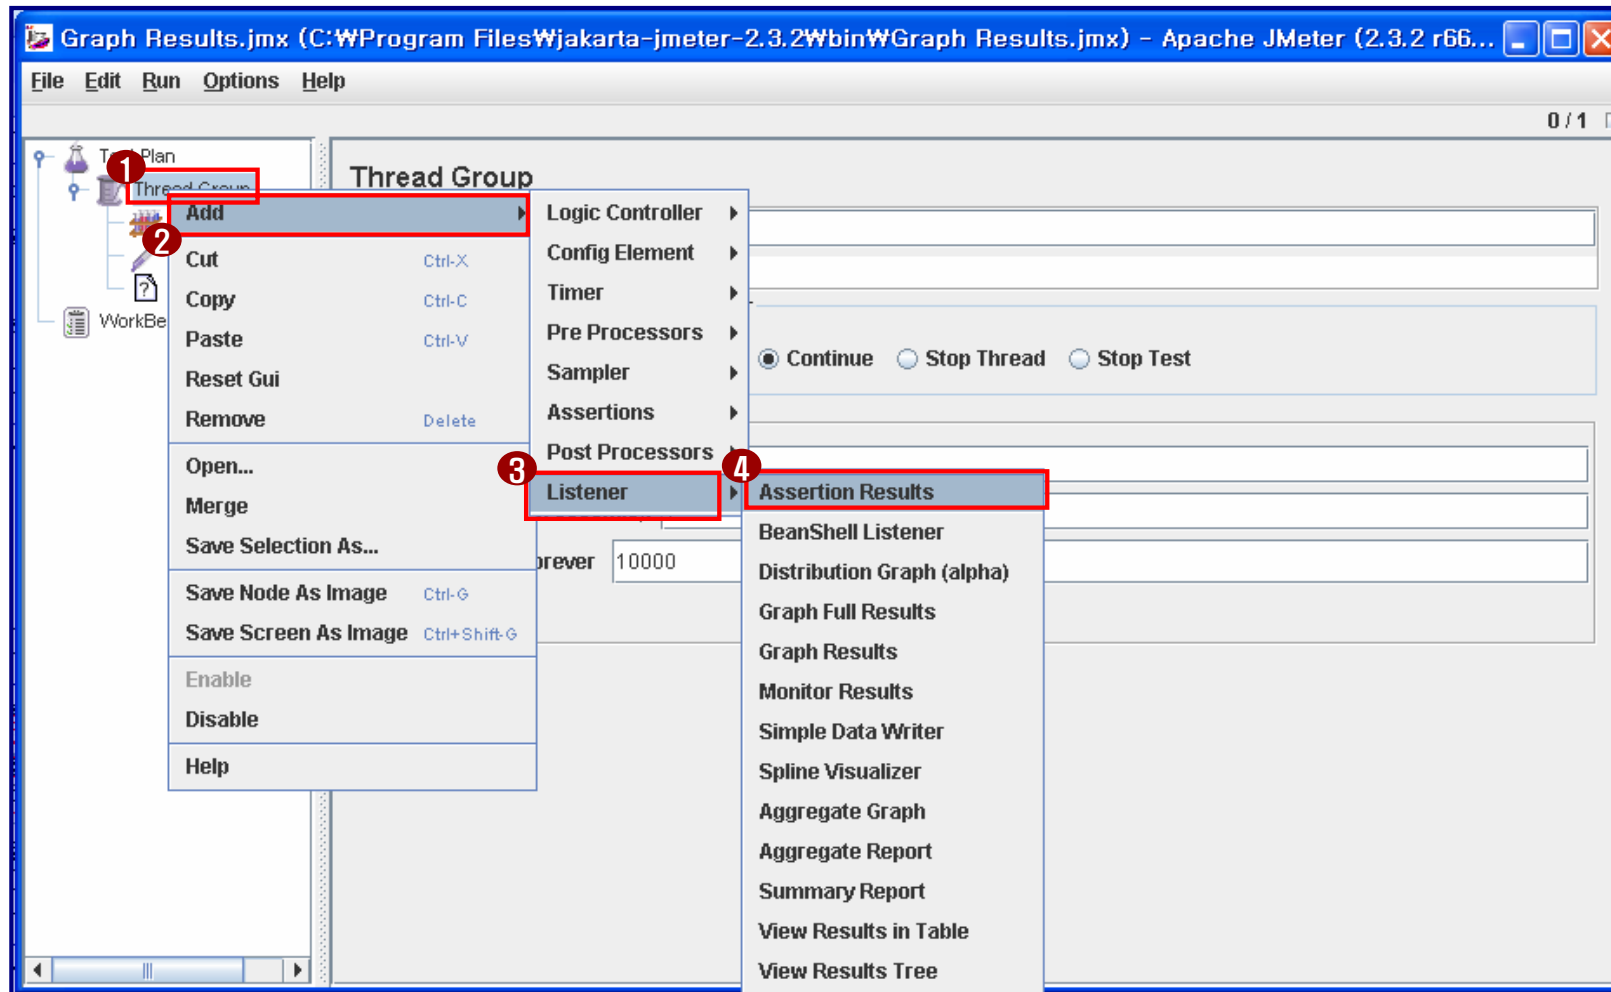 Graph Results.jmx (C:₩Program Files₩jakarta-jmeter-2.3.2₩bin₩Graph Results.jmx) - Apache JMeter (2.3.2 r66...
File Edit Run Options Help
0 / 1
Plan
1
Thread Group
Thread Group
2
WorkBe
Add
Cut Ctrl-X
Copy Ctrl-C
Paste Ctrl-V
Reset Gui
Remove Delete
Open...
Merge
Save Selection As...
Save Node As Image Ctrl-G
Save Screen As Image Ctrl+Shift-G
Enable
Disable
Help
Logic Controller
Config Element
Timer
Pre Processors
Sampler
Assertions
Post Processors
3
Listener
4
Assertion Results
BeanShell Listener
Distribution Graph (alpha)
Graph Full Results
Graph Results
Monitor Results
Simple Data Writer
Spline Visualizer
Aggregate Graph
Aggregate Report
Summary Report
View Results in Table
View Results Tree
Continue Stop Thread Stop Test
orever 10000